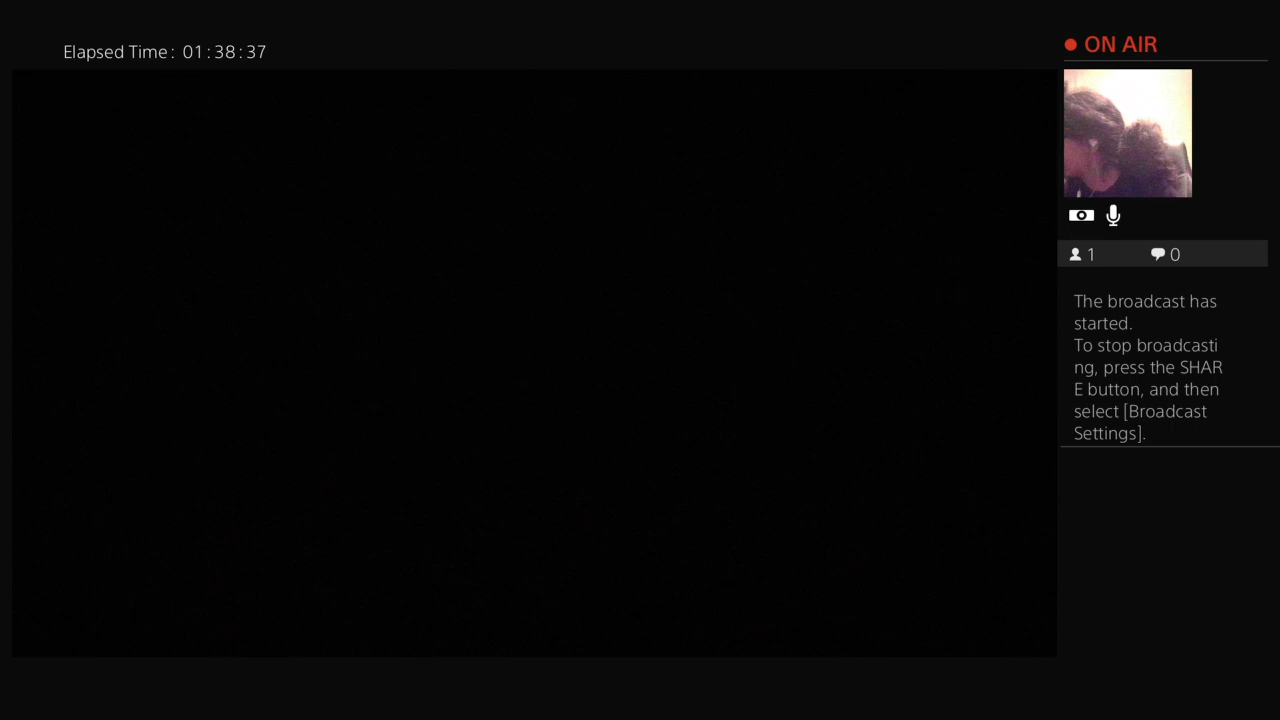 Elapsed Time: 01:38:37
ON AIR
1 0
The broadcast has
started.
To stop broadcasti
ng, press the SHAR
E button, and then
select [Broadcast
Settings].